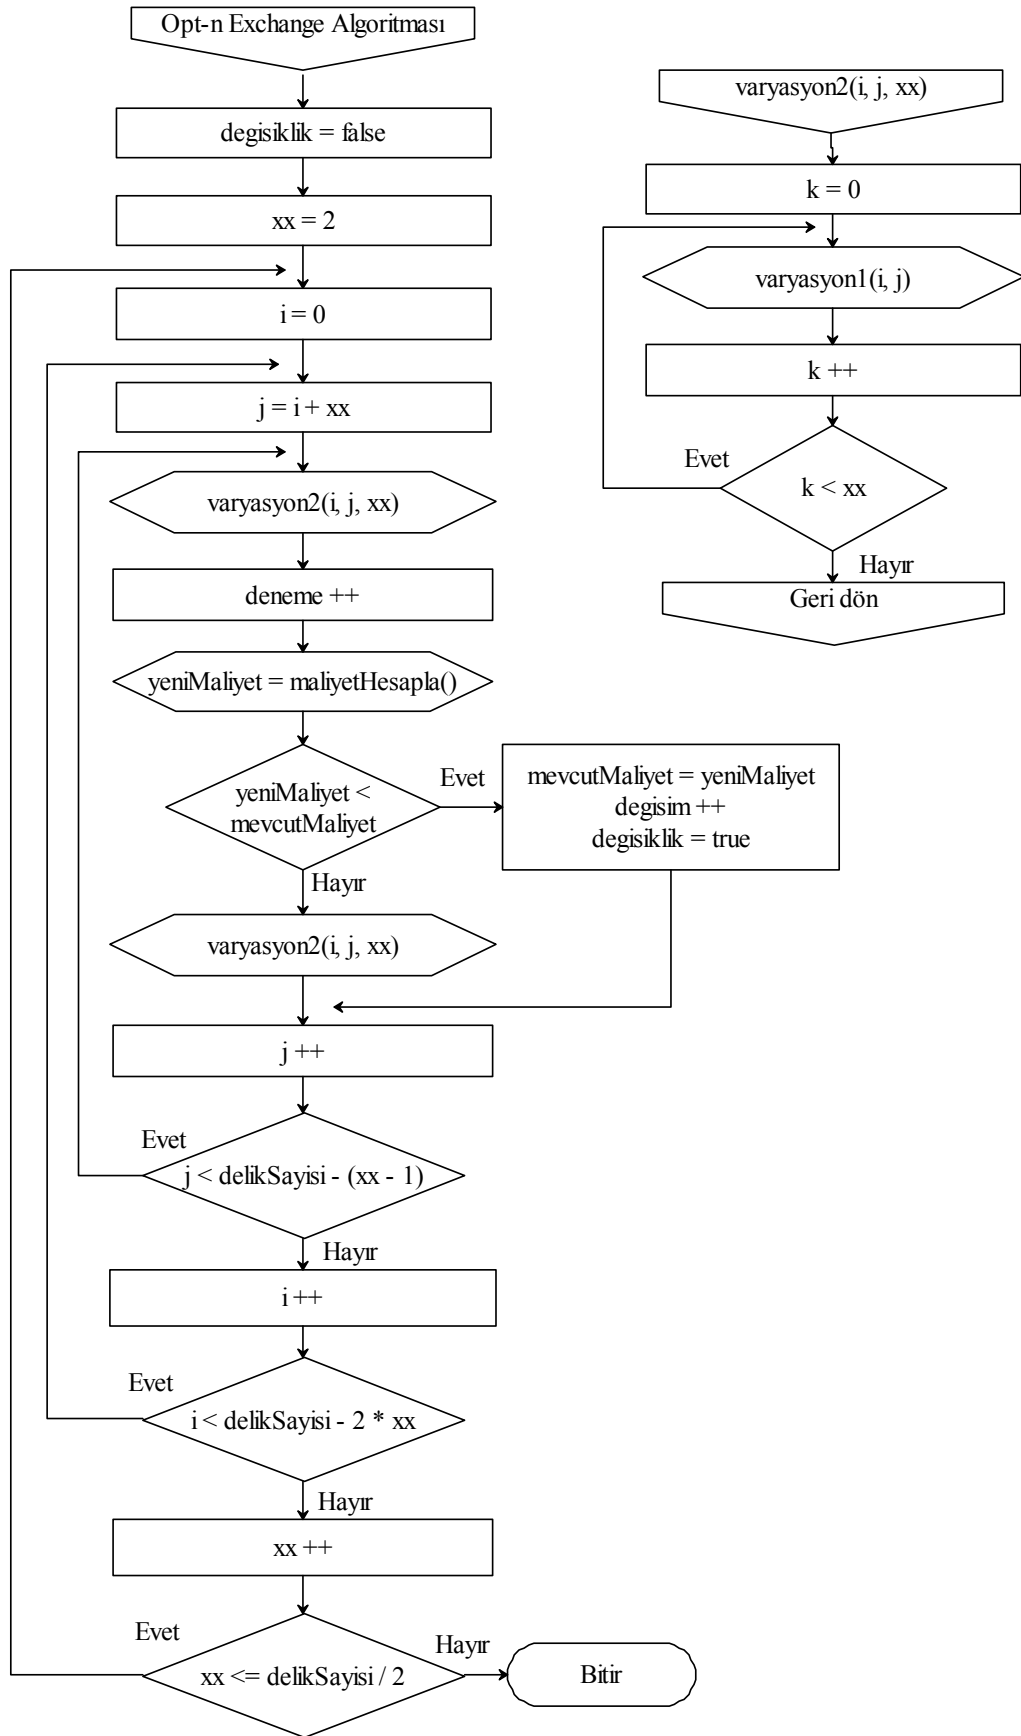 Opt-n Exchange Algoritması
degisiklik = false
xx = 2
i = 0
j = i + xx
varyasyon2(i, j, xx)
deneme ++
yeniMaliyet = maliyetHesapla()
yeniMaliyet <
mevcutMaliyet
Evet
mevcutMaliyet = yeniMaliyet
degisim ++
degisiklik = true
Hayır
varyasyon2(i, j, xx)
j ++
Evet
j < delikSayisi - (xx - 1)
Hayır
i ++
Evet
i < delikSayisi - 2 * xx
Hayır
xx ++
Evet
xx <= delikSayisi / 2
Hayır
Bitir
varyasyon2(i, j, xx)
k = 0
varyasyon1(i, j)
k ++
Evet
k < xx
Hayır
Geri dön